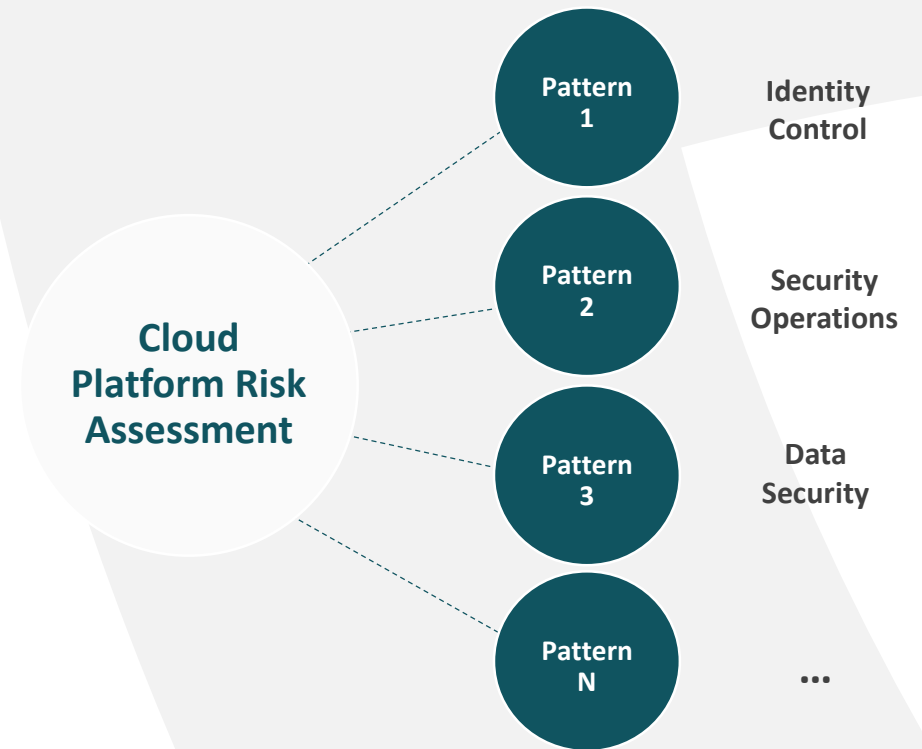 Cloud
Platform Risk
Assessment
Pattern
1
Identity
Control
Pattern
2
Security
Operations
Pattern
3
Data
Security
Pattern
N
...